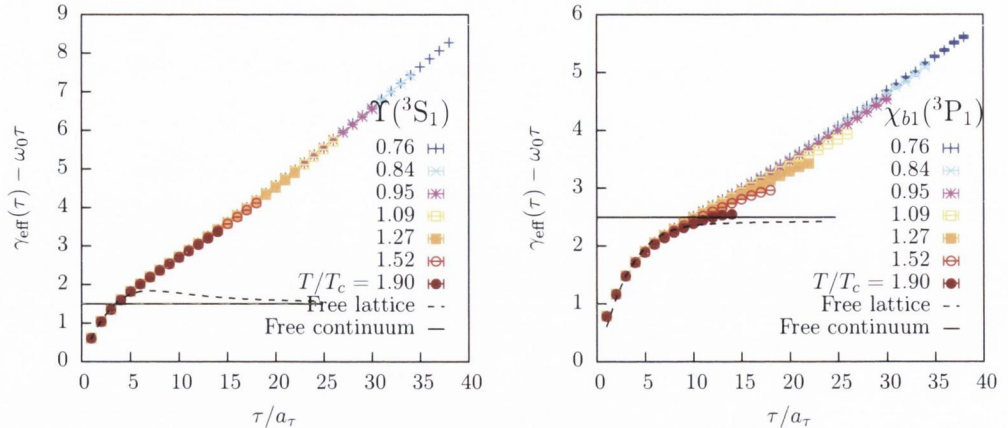 9
8
7
6
5
4
3
2
1
0
γeff(τ) − ω0τ
Υ(³S₁)
0.76
0.84
0.95
1.09
1.27
1.52
T/Tc = 1.90
Free lattice
Free continuum
0 5 10 15 20 25 30 35 40
τ/aτ
6
5
4
3
2
1
0
γeff(τ) − ω0τ
χb1(³P₁)
0.76
0.84
0.95
1.09
1.27
1.52
T/Tc = 1.90
Free lattice
Free continuum
0 5 10 15 20 25 30 35 40
τ/aτ